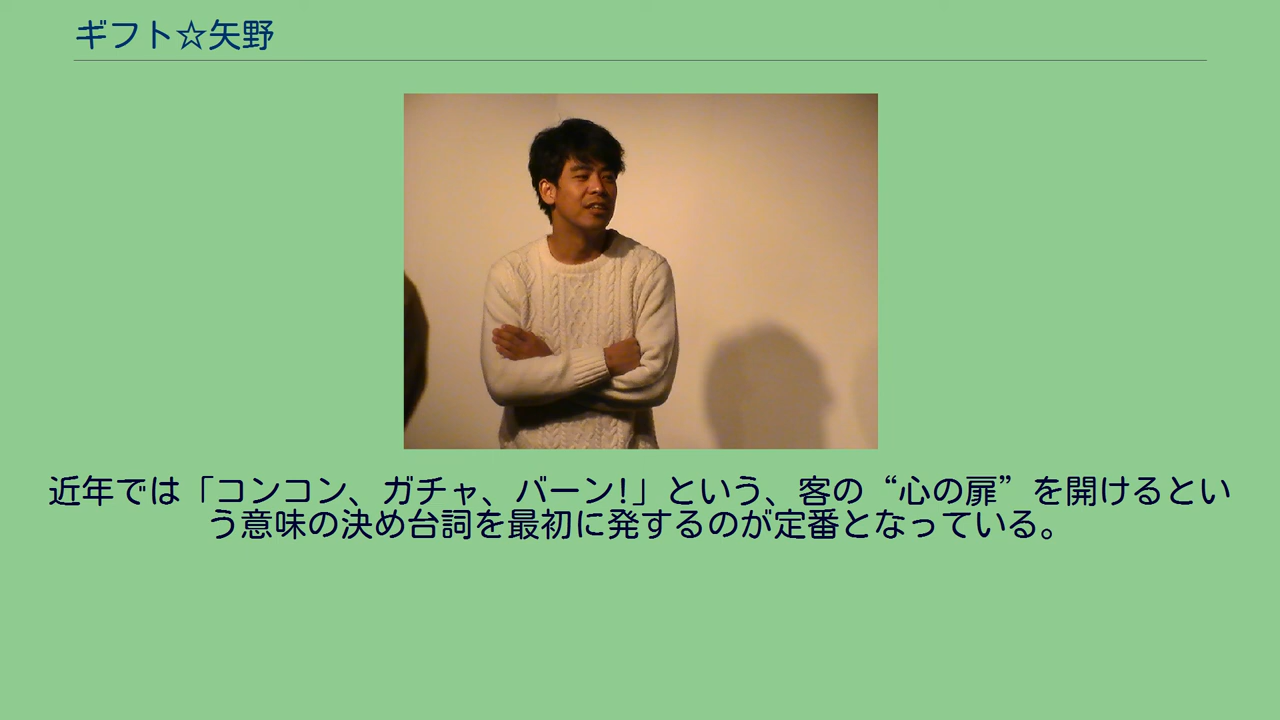 ギフト☆矢野
近年では「コンコン、ガチャ、バーン!」という、客の“心の扉”を開けるとい
う意味の決め台詞を最初に発するのが定番となっている。